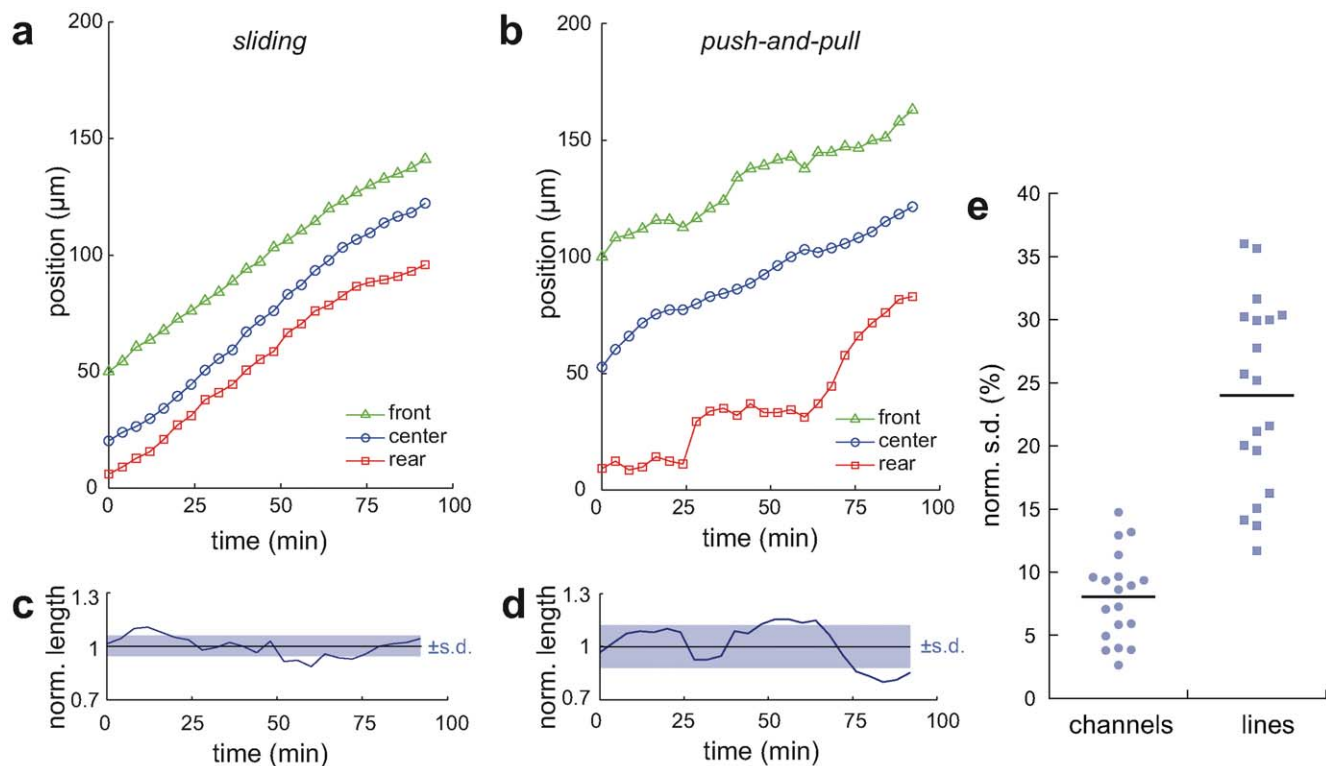 a
sliding
position (µm)
200
150
100
50
0
front
center
rear
0 25 50 75 100
time (min)
b
push-and-pull
position (µm)
200
150
100
50
0
front
center
rear
0 25 50 75 100
time (min)
c
norm. length
1.3
1
0.7
±s.d.
0 25 50 75 100
time (min)
d
norm. length
1.3
1
0.7
±s.d.
0 25 50 75 100
time (min)
e
norm. s.d. (%)
40
35
30
25
20
15
10
5
0
channels lines